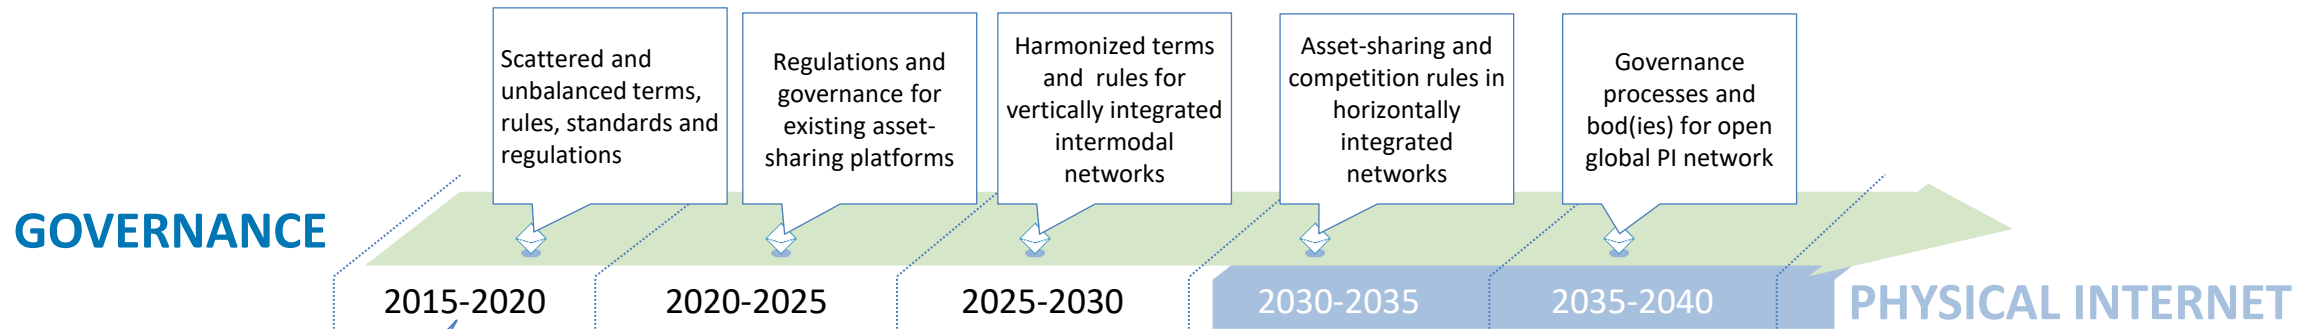 Scattered and
unbalanced terms,
rules, standards and
regulations
Regulations and
governance for
existing asset-
sharing platforms
Harmonized terms
and rules for
vertically integrated
intermodal
networks
Asset-sharing and
competition rules in
horizontally
integrated
networks
Governance
processes and
bod(ies) for open
global PI network
GOVERNANCE
2015-2020
2020-2025
2025-2030
2030-2035
2035-2040
PHYSICAL INTERNET